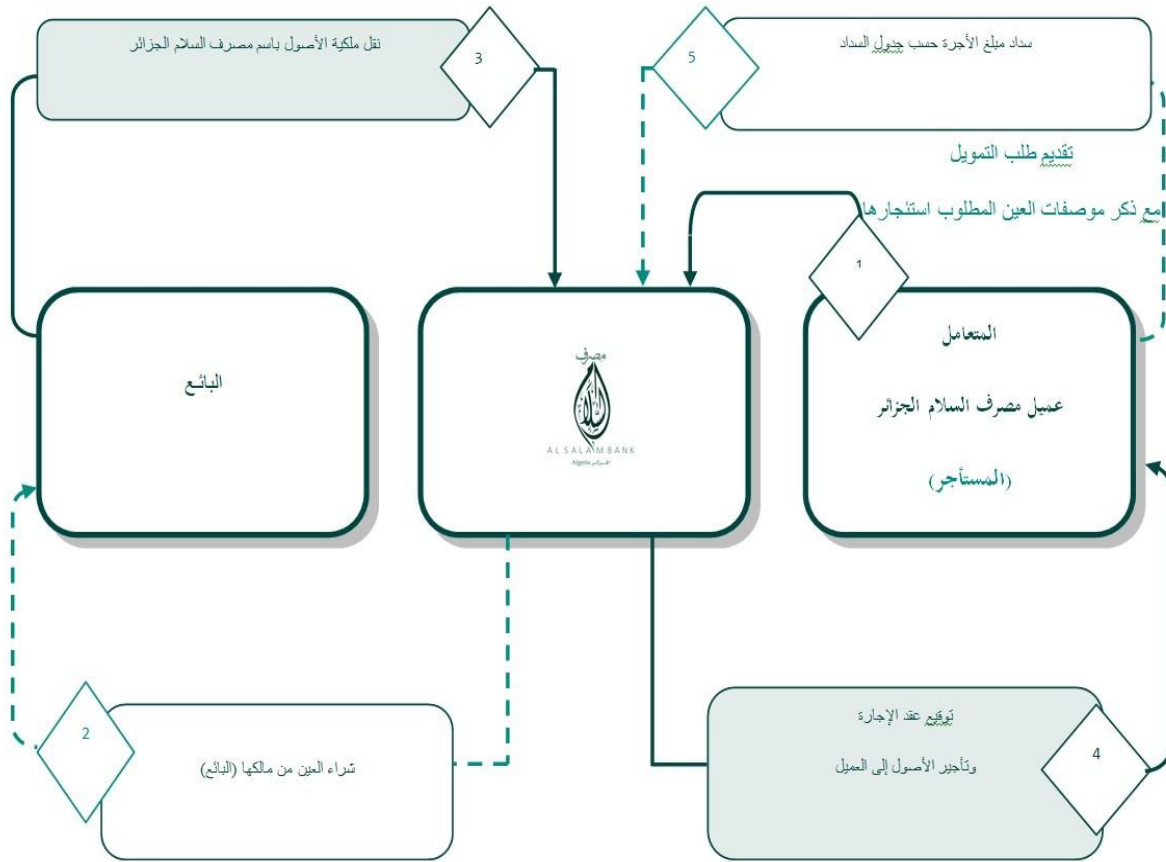 سداد مبلغ الأجرة حسب جدول السداد
5
نقل ملكية الأصول باسم مصرف السلام الجزائر
3
تقديم طلب التمويل
مع ذكر موصفات العين المطلوب استئجارها
1
المتعامل
عميل مصرف السلام الجزائر
(المستأجر)
مصرف
السلام
AL SALAM BANK
Algeria الجزائر
البائع
توقيع عقد الإجارة
وتأجير الأصول إلى العميل
4
2
شراء العين من مالكها (البائع)